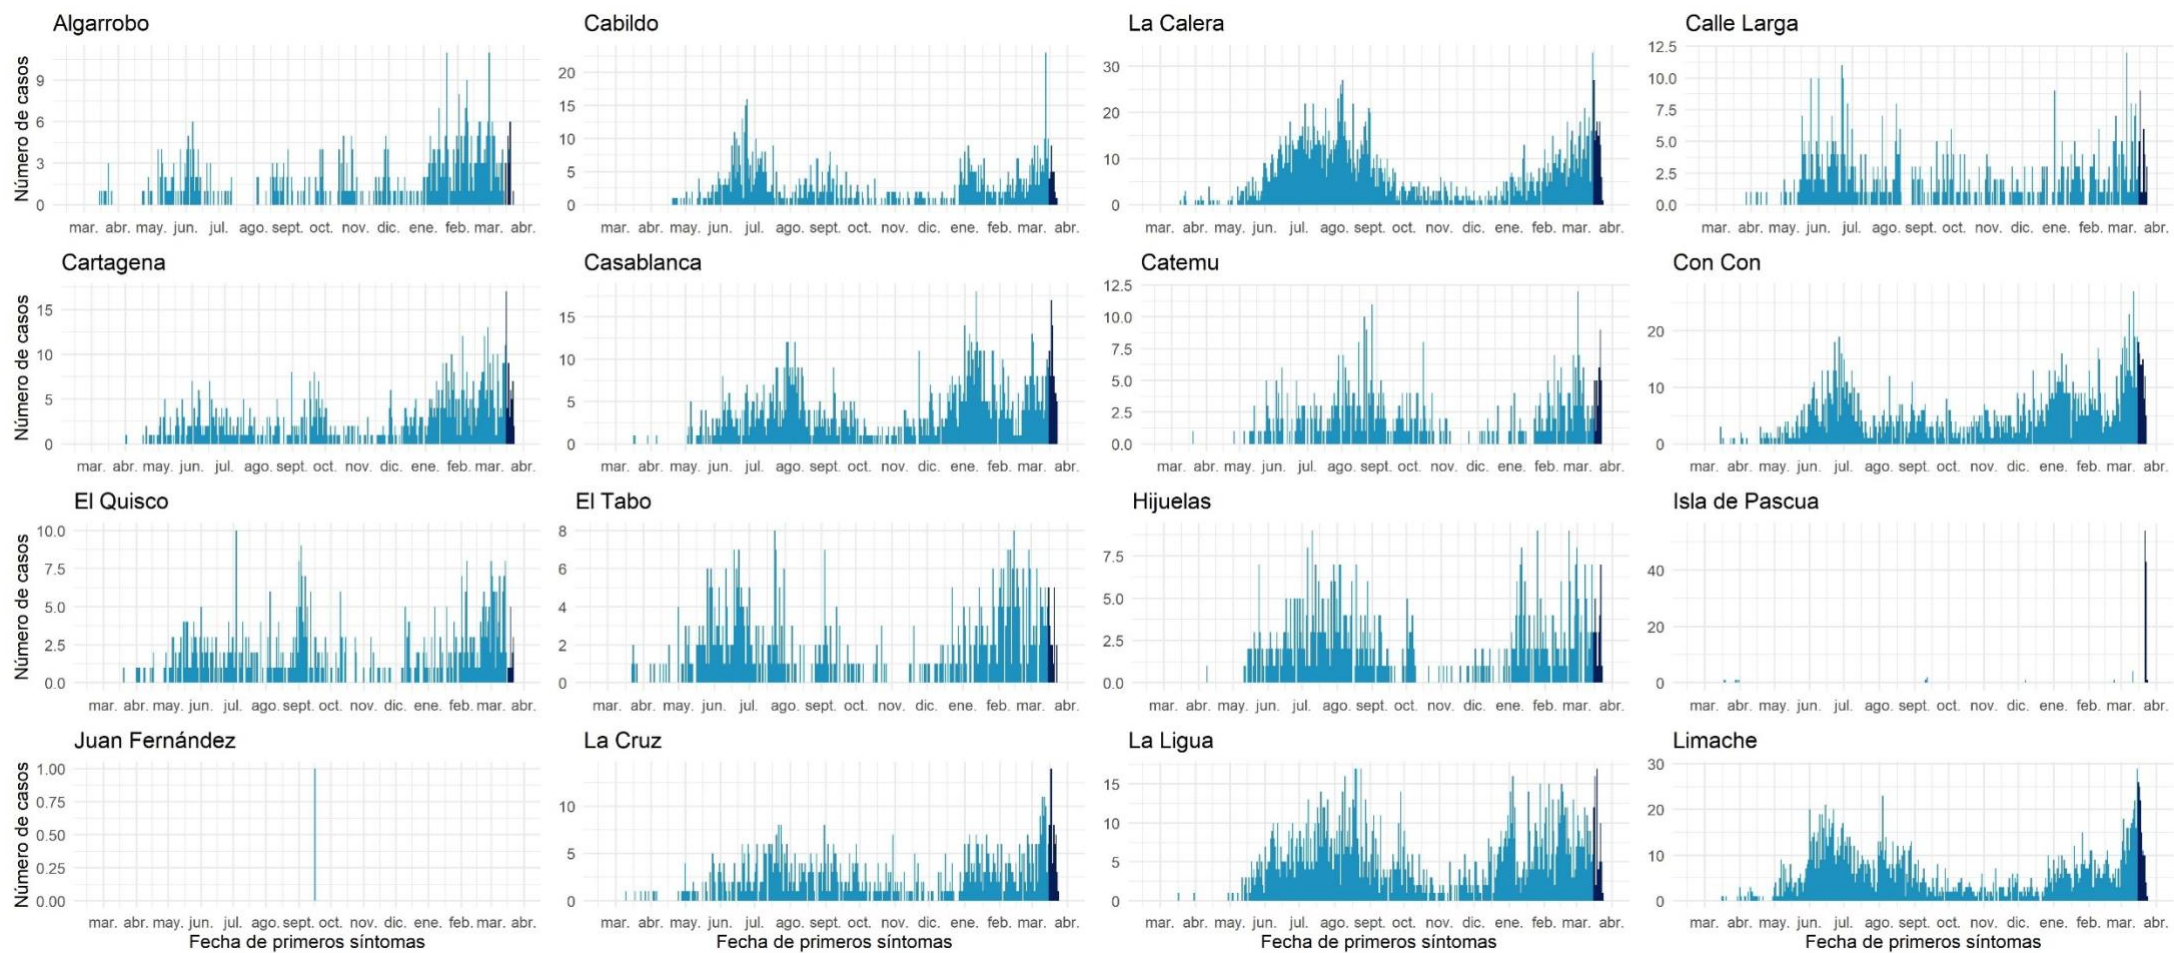 Algarrobo
Cabildo
La Calera
Calle Larga
Número de casos
9
6
3
0
20
15
10
5
0
30
20
10
0
12.5
10.0
7.5
5.0
2.5
0.0
mar. abr. may. jun. jul. ago. sept. oct. nov. dic. ene. feb. mar. abr.
mar. abr. may. jun. jul. ago. sept. oct. nov. dic. ene. feb. mar. abr.
mar. abr. may. jun. jul. ago. sept. oct. nov. dic. ene. feb. mar. abr.
mar. abr. may. jun. jul. ago. sept. oct. nov. dic. ene. feb. mar. abr.
Cartagena
Casablanca
Catemu
Con Con
Número de casos
15
10
5
0
15
10
5
0
12.5
10.0
7.5
5.0
2.5
0.0
20
10
0
mar. abr. may. jun. jul. ago. sept. oct. nov. dic. ene. feb. mar. abr.
mar. abr. may. jun. jul. ago. sept. oct. nov. dic. ene. feb. mar. abr.
mar. abr. may. jun. jul. ago. sept. oct. nov. dic. ene. feb. mar. abr.
mar. abr. may. jun. jul. ago. sept. oct. nov. dic. ene. feb. mar. abr.
El Quisco
El Tabo
Hijuelas
Isla de Pascua
Número de casos
10.0
7.5
5.0
2.5
0.0
8
6
4
2
0
7.5
5.0
2.5
0.0
40
20
0
mar. abr. may. jun. jul. ago. sept. oct. nov. dic. ene. feb. mar. abr.
mar. abr. may. jun. jul. ago. sept. oct. nov. dic. ene. feb. mar. abr.
mar. abr. may. jun. jul. ago. sept. oct. nov. dic. ene. feb. mar. abr.
mar. abr. may. jun. jul. ago. sept. oct. nov. dic. ene. feb. mar. abr.
Juan Fernández
La Cruz
La Ligua
Limache
Número de casos
1.00
0.75
0.50
0.25
0.00
10
5
0
15
10
5
0
30
20
10
0
mar. abr. may. jun. jul. ago. sept. oct. nov. dic. ene. feb. mar. abr.
mar. abr. may. jun. jul. ago. sept. oct. nov. dic. ene. feb. mar. abr.
mar. abr. may. jun. jul. ago. sept. oct. nov. dic. ene. feb. mar. abr.
mar. abr. may. jun. jul. ago. sept. oct. nov. dic. ene. feb. mar. abr.
Fecha de primeros síntomas
Fecha de primeros síntomas
Fecha de primeros síntomas
Fecha de primeros síntomas